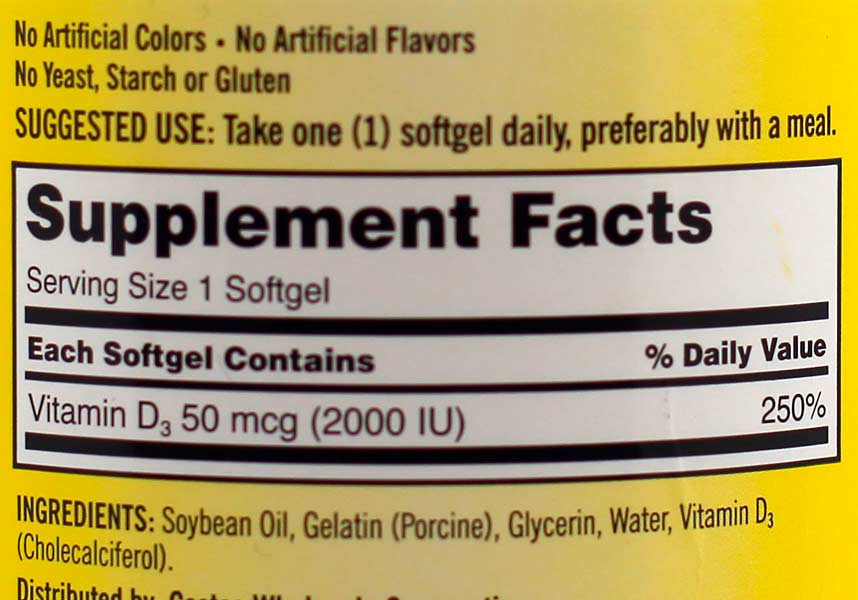 No Artificial Colors • No Artificial Flavors
No Yeast, Starch or Gluten
SUGGESTED USE: Take one (1) softgel daily, preferably with a meal.
Supplement Facts
Serving Size 1 Softgel
Each Softgel Contains % Daily Value
Vitamin D₃ 50 mcg (2000 IU) 250%
INGREDIENTS: Soybean Oil, Gelatin (Porcine), Glycerin, Water, Vitamin D₃
(Cholecalciferol).
Distributed by